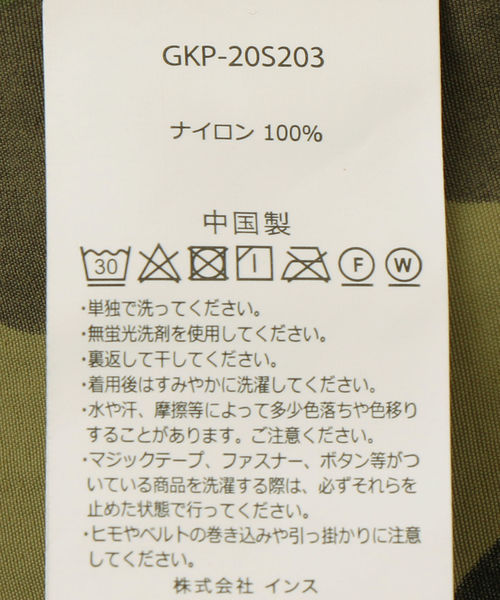 GKP-20S203
ナイロン 100%
中国製
30 F W
・単独で洗ってください。
・無蛍光洗剤を使用してください。
・裏返して干してください。
・着用後はすみやかに洗濯してください。
・水や汗、摩擦等によって多少色落ちや色移り
することがあります。ご注意ください。
・マジックテープ、ファスナー、ボタン等がつ
いている商品を洗濯する際は、必ずそれらを
止めた状態で行ってください。
・ヒモやベルトの巻き込みや引っ掛かりに注意
してください。
株式会社 インス